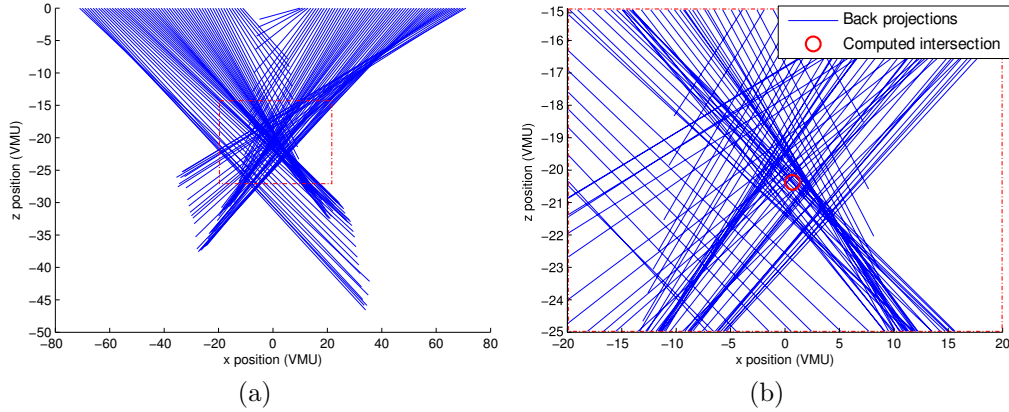 0
−5
−10
−15
−20
−25
−30
−35
−40
−45
−50
z position (VMU)
−80 −60 −40 −20 0 20 40 60 80
x position (VMU)
(a)
Back projections
Computed intersection
−15
−16
−17
−18
−19
−20
−21
−22
−23
−24
−25
z position (VMU)
−20 −15 −10 −5 0 5 10 15 20
x position (VMU)
(b)